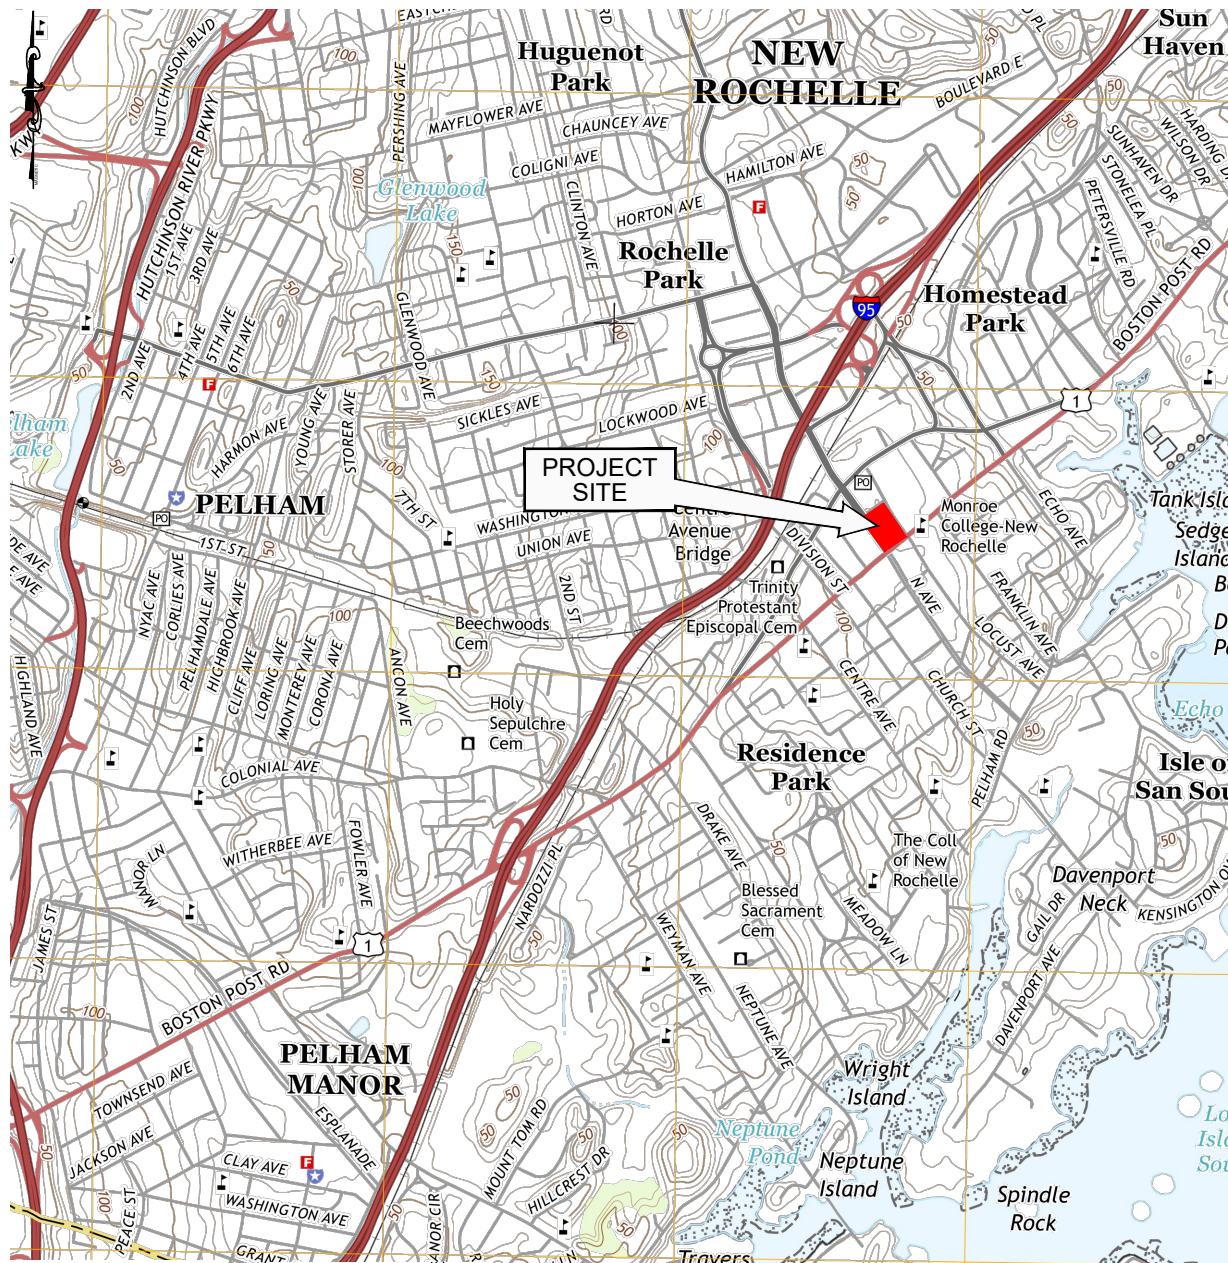 Sun
Haven
NEW
ROCHELLE
Huguenot
Park
HUTCHINSON BLVD
PERSHING AVE
MAYFLOWER AVE
CHAUNCEY AVE
COLIGNI AVE
HAMILTON AVE
BOULEVARD E
HORTON AVE
CLINTON AVE
SUNHAVEN DR
WILSON DR
STONELEA PL
PETERSVILLE RD
BOSTON POST RD
HUTCHINSON RIVER PKWY
1ST AVE
3RD AVE
Glenwood
Lake
Rochelle
Park
Homestead
Park
95
1
2ND AVE
4TH AVE
5TH AVE
6TH AVE
GLENWOOD AVE
SICKLES AVE
LOCKWOOD AVE
HARMON AVE
YOUNG AVE
STORER AVE
7TH ST
PROJECT
SITE
PELHAM
1ST ST
WASHINGTON
UNION AVE
Avenue
Bridge
DIVISION ST
PO
PO
Monroe
College-New
Rochelle
ECHO AVE
2ND ST
Trinity
Protestant
Episcopal Cem
N AVE
FRANKLIN AVE
LOCUST AVE
NYAC AVE
CORLIES AVE
PELHAMDALE AVE
HIGHBROOK AVE
CLIFF AVE
LORING AVE
MONTEREY AVE
CORONA AVE
ANCON AVE
Beechwoods
Cem
Holy
Sepulchre
Cem
HIGHLAND AVE
COLONIAL AVE
CENTRE AVE
CHURCH ST
PELHAM RD
Echo
Residence
Park
WITHERBEE AVE
FOWLER AVE
MANOR LN
JAMES ST
NARDOZZI PL
DRAKE AVE
Blessed
Sacrament
Cem
The Coll
of New
Rochelle
MEADOW LN
WEYMAN AVE
NEPTUNE AVE
Davenport
Neck
GAIL DR
DAVENPORT AVE
1
BOSTON POST RD
PELHAM
MANOR
TOWNSEND AVE
JACKSON AVE
ESPLANADE
CLAY AVE
WASHINGTON AVE
PEACE ST
MOUNT TOM RD
HILLCREST DR
Wright
Island
Neptune
Pond
Neptune
Island
Spindle
Rock
F
F
F
50
100
150